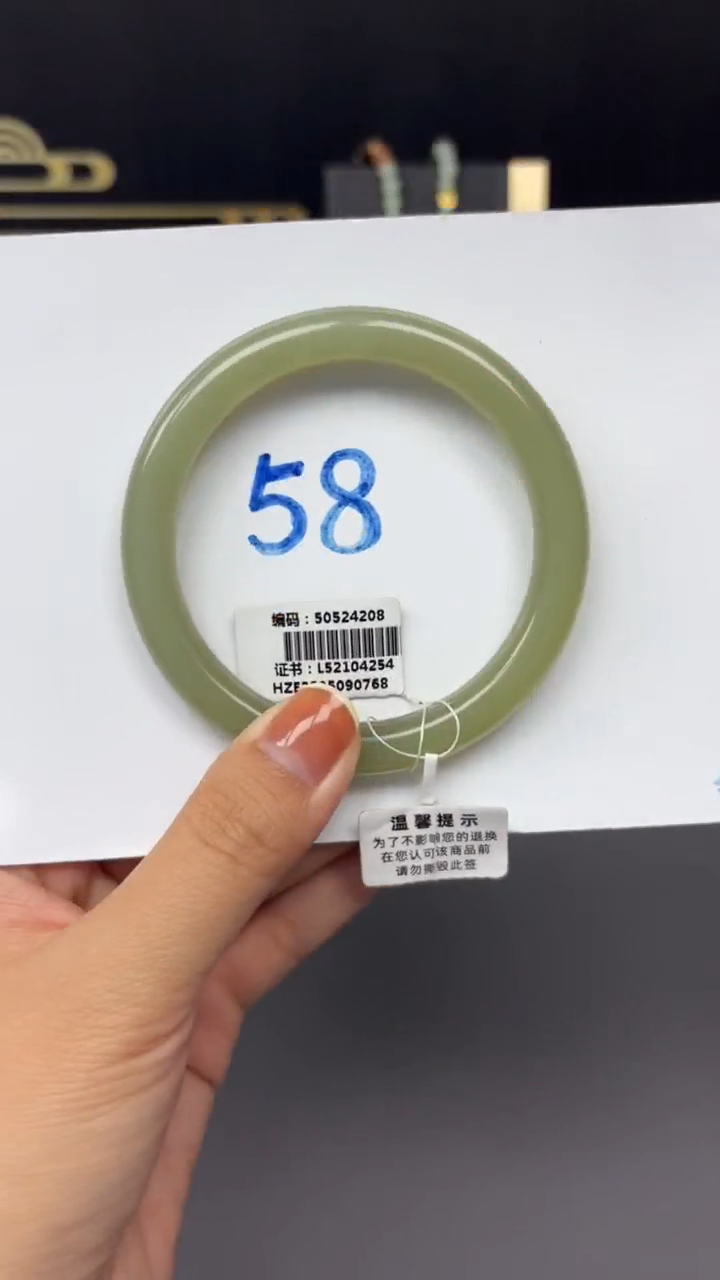 58
编码：50524208
证书：L52104254
5090768
温馨提示
为了不影响您的退换
在您认可该商品前
请勿撕毁此签